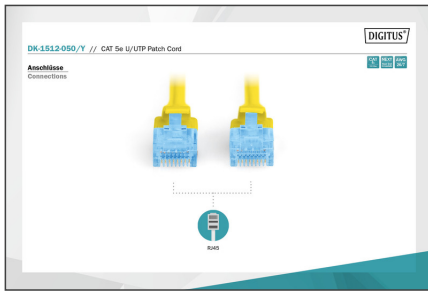 DIGITUS®
DK-1512-050/Y // CAT 5e U/UTP Patch Cord
Anschlüsse
Connections
RJ45